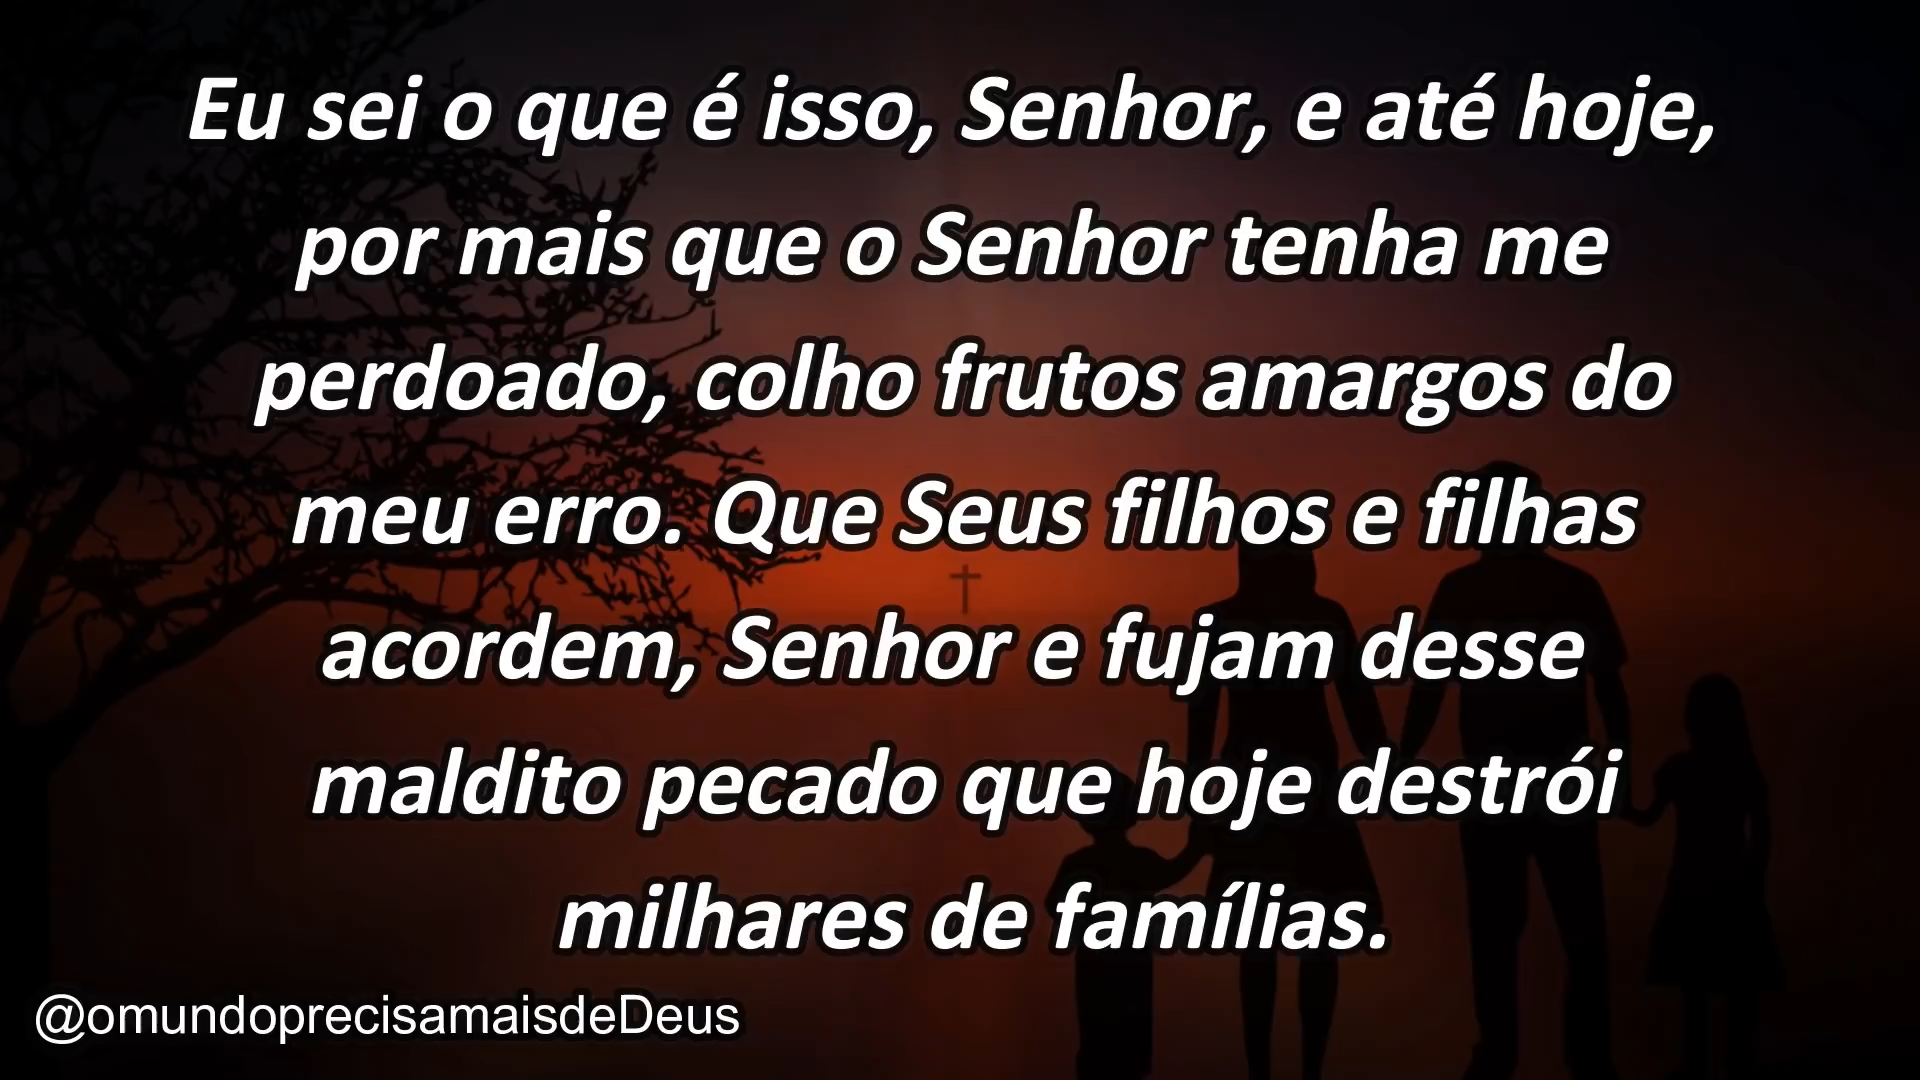 Eu sei o que é isso, Senhor, e até hoje,
por mais que o Senhor tenha me
perdoado, colho frutos amargos do
meu erro. Que Seus filhos e filhas
acordem, Senhor e fujam desse
maldito pecado que hoje destrói
milhares de famílias.
@omundoprecisamaisdeDeus